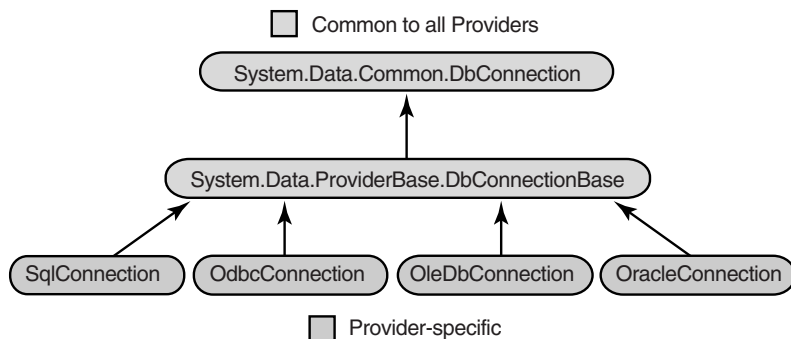 Common to all Providers
System.Data.Common.DbConnection
System.Data.ProviderBase.DbConnectionBase
SqlConnection
OdbcConnection
OleDbConnection
OracleConnection
Provider-specific